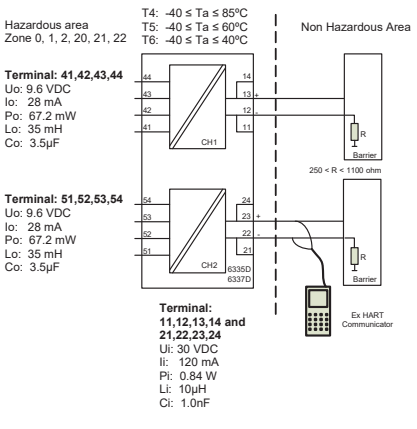 Hazardous area
Zone 0, 1, 2, 20, 21, 22
T4: -40 ≤ Ta ≤ 85ºC
T5: -40 ≤ Ta ≤ 60ºC
T6: -40 ≤ Ta ≤ 40ºC
Non Hazardous Area
Terminal: 41,42,43,44
Uo: 9.6 VDC
Io: 28 mA
Po: 67.2 mW
Lo: 35 mH
Co: 3.5µF
44
43
42
41
14
13 +
12 -
11
CH1
R
Barrier
250 < R < 1100 ohm
Terminal: 51,52,53,54
Uo: 9.6 VDC
Io: 28 mA
Po: 67.2 mW
Lo: 35 mH
Co: 3.5µF
54
53
52
51
24
23 +
22 -
21
CH2
6335D
6337D
R
Barrier
Ex HART
Communicator
Terminal:
11,12,13,14 and
21,22,23,24
Ui: 30 VDC
Ii: 120 mA
Pi: 0.84 W
Li: 10µH
Ci: 1.0nF